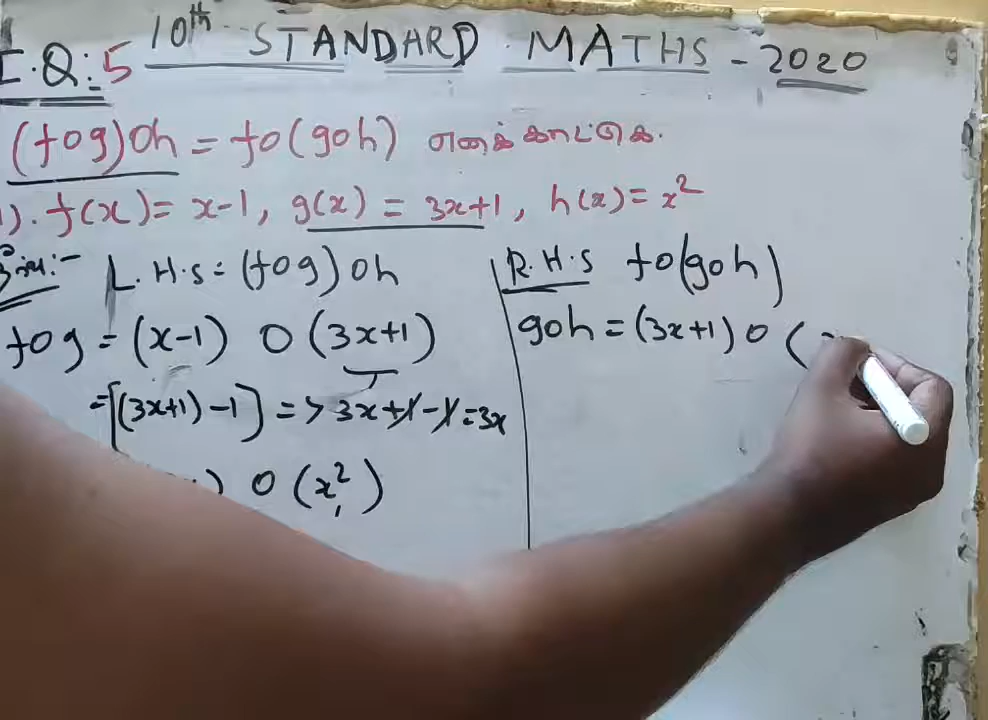 I.Q:5 10th STANDARD MATHS - 2020
(fog)oh = fo(goh) எனக் காட்டுக.
1). f(x) = x-1, g(x) = 3x+1, h(x) = x²
L.H.S = (fog)oh
fog = (x-1) o (3x+1)
= [(3x+1)-1] => 3x+1-1 = 3x
) o (x²)
R.H.S fo(goh)
goh = (3x+1) o (